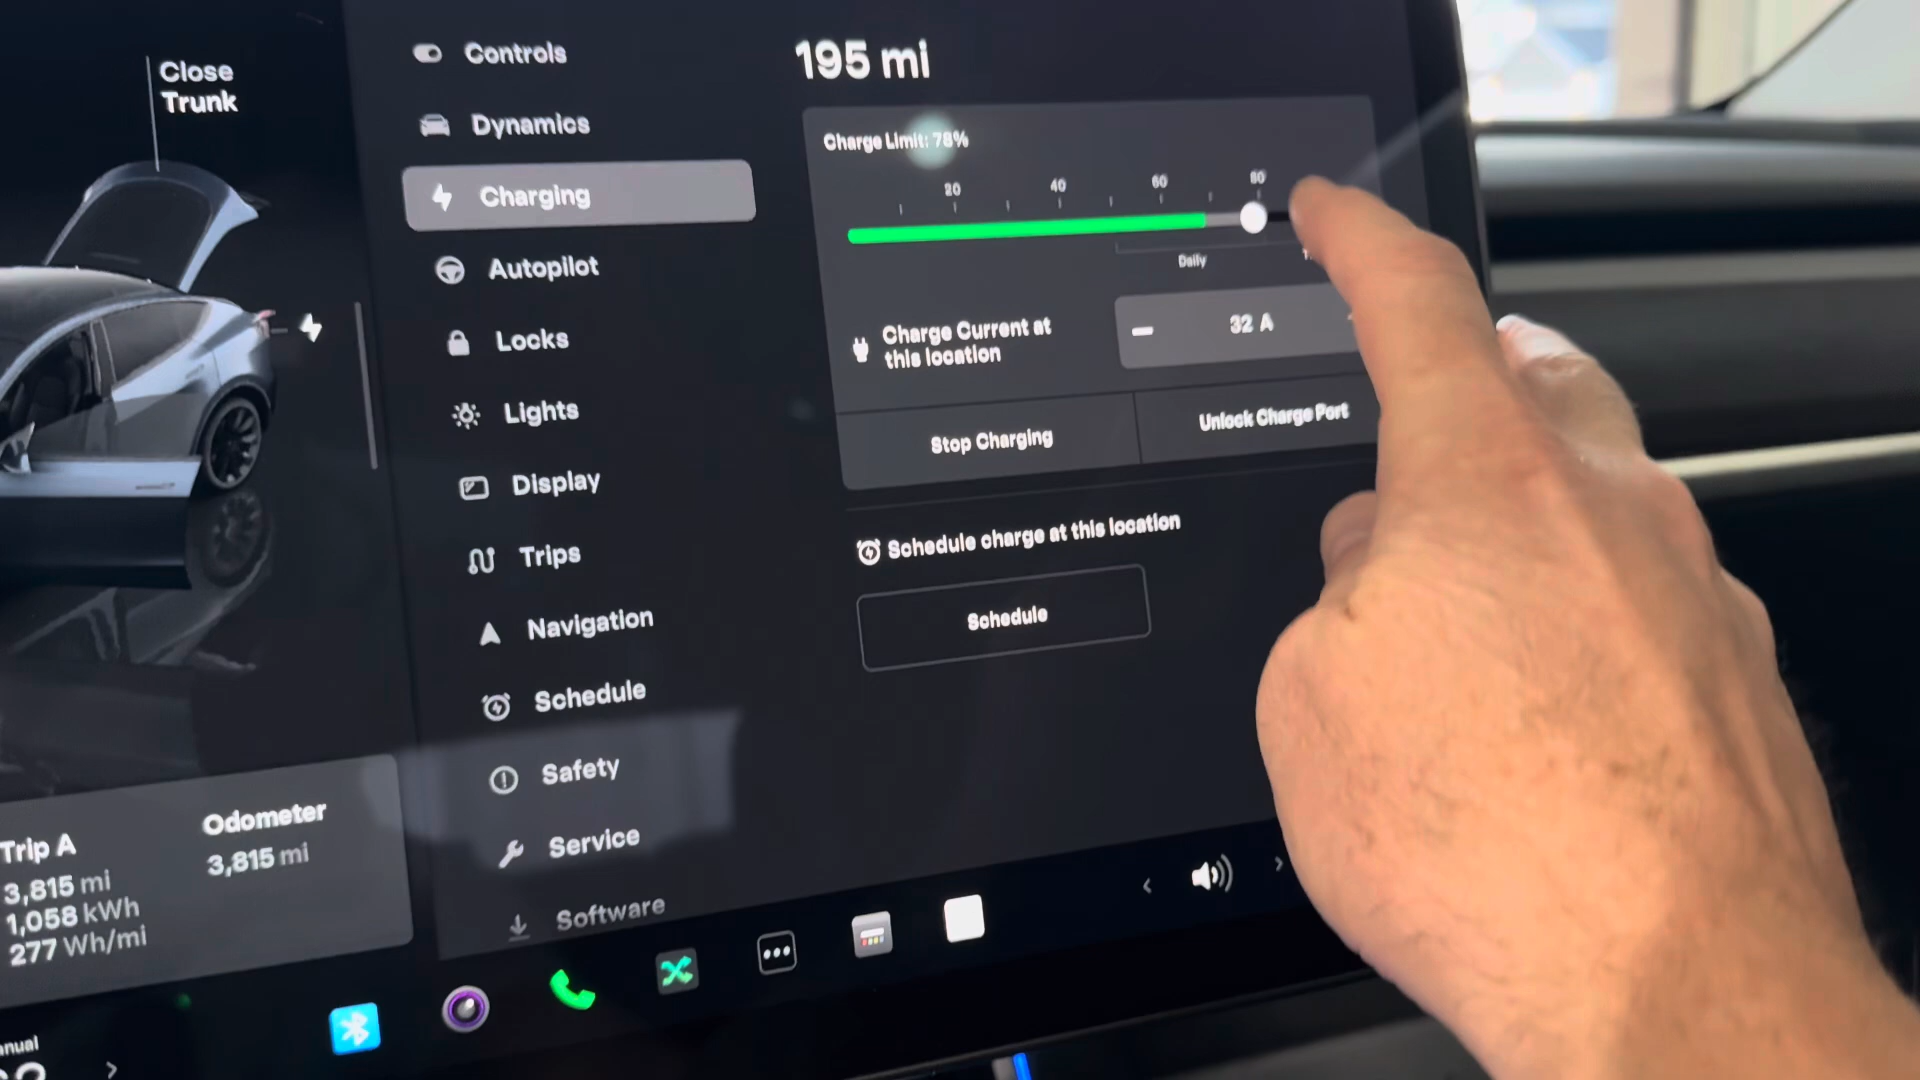 Close
Trunk
Controls
Dynamics
Charging
Autopilot
Locks
Lights
Display
Trips
Navigation
Schedule
Safety
Service
Software
195 mi
Charge Limit: 78%
20 40 60 80
Daily
Charge Current at
this location
32 A
Stop Charging
Unlock Charge Port
Schedule charge at this location
Schedule
Trip A
3,815 mi
1,058 kWh
277 Wh/mi
Odometer
3,815 mi